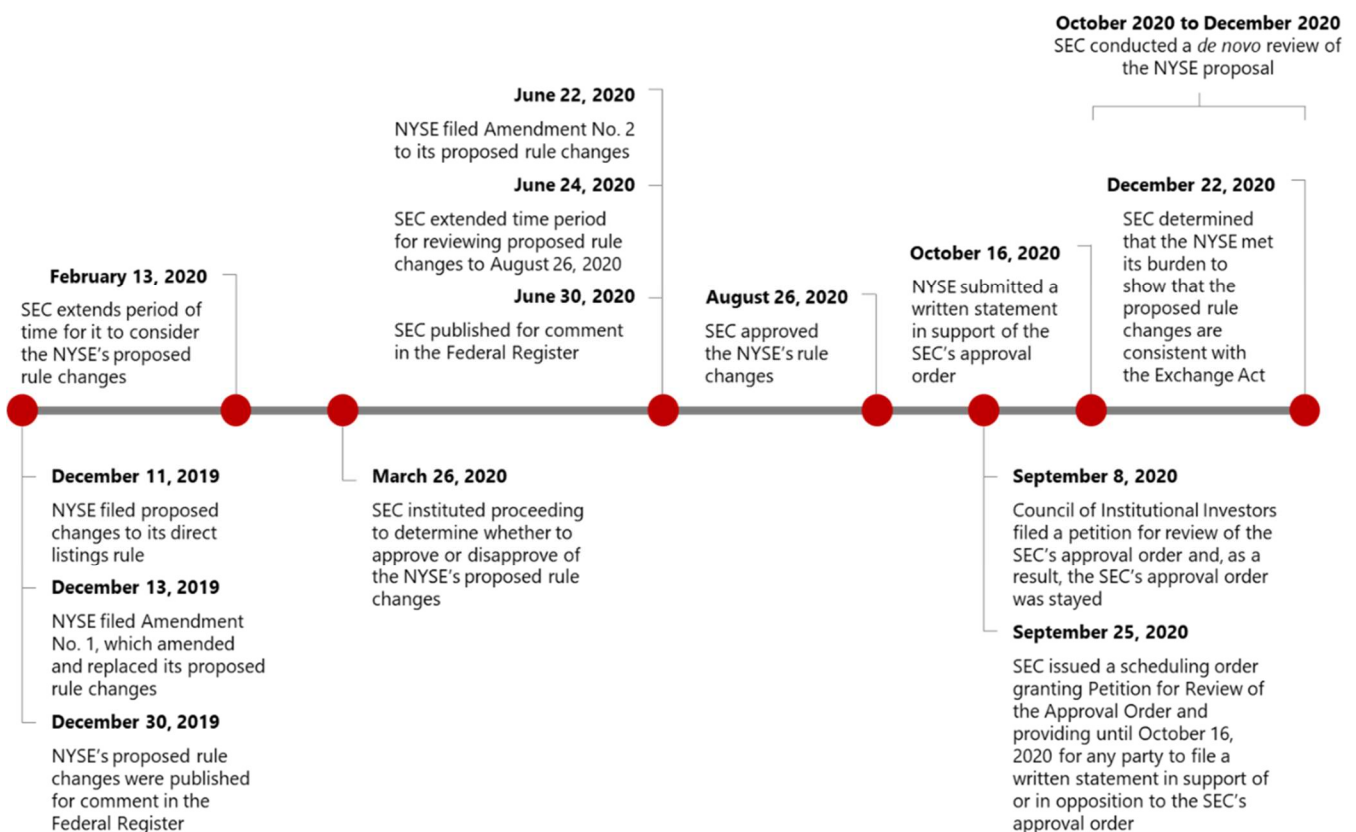 October 2020 to December 2020
SEC conducted a de novo review of
the NYSE proposal
June 22, 2020
NYSE filed Amendment No. 2
to its proposed rule changes
June 24, 2020
SEC extended time period
for reviewing proposed rule
changes to August 26, 2020
June 30, 2020
SEC published for comment
in the Federal Register
February 13, 2020
SEC extends period of
time for it to consider
the NYSE's proposed
rule changes
August 26, 2020
SEC approved
the NYSE's rule
changes
October 16, 2020
NYSE submitted a
written statement
in support of the
SEC's approval
order
December 22, 2020
SEC determined
that the NYSE met
its burden to
show that the
proposed rule
changes are
consistent with
the Exchange Act
December 11, 2019
NYSE filed proposed
changes to its direct
listings rule
December 13, 2019
NYSE filed Amendment
No. 1, which amended
and replaced its proposed
rule changes
December 30, 2019
NYSE's proposed rule
changes were published
for comment in the
Federal Register
March 26, 2020
SEC instituted proceeding
to determine whether to
approve or disapprove of
the NYSE's proposed rule
changes
September 8, 2020
Council of Institutional Investors
filed a petition for review of the
SEC's approval order and, as a
result, the SEC's approval order
was stayed
September 25, 2020
SEC issued a scheduling order
granting Petition for Review of
the Approval Order and
providing until October 16,
2020 for any party to file a
written statement in support of
or in opposition to the SEC's
approval order